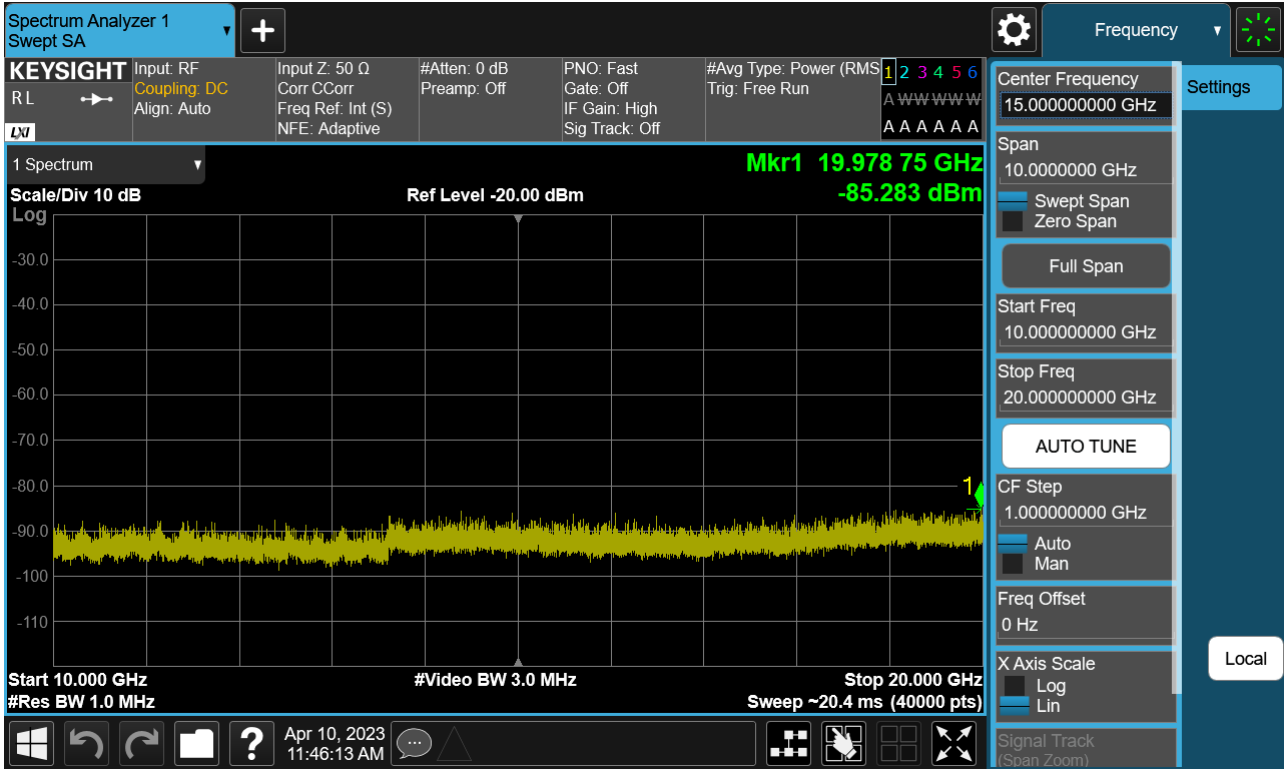 Spectrum Analyzer 1
Swept SA
Frequency
KEYSIGHT
R L
LXI
Input: RF
Coupling: DC
Align: Auto
Input Z: 50 Ω
Corr CCorr
Freq Ref: Int (S)
NFE: Adaptive
#Atten: 0 dB
Preamp: Off
PNO: Fast
Gate: Off
IF Gain: High
Sig Track: Off
#Avg Type: Power (RMS
Trig: Free Run
1 2 3 4 5 6
A W W W W W
A A A A A A
1 Spectrum
Scale/Div 10 dB
Log
Ref Level -20.00 dBm
Mkr1 19.978 75 GHz
-85.283 dBm
-30.0
-40.0
-50.0
-60.0
-70.0
-80.0
-90.0
-100
-110
1
Start 10.000 GHz
#Res BW 1.0 MHz
#Video BW 3.0 MHz
Stop 20.000 GHz
Sweep ~20.4 ms (40000 pts)
Apr 10, 2023
11:46:13 AM
Center Frequency
15.000000000 GHz
Span
10.0000000 GHz
Swept Span
Zero Span
Full Span
Start Freq
10.000000000 GHz
Stop Freq
20.000000000 GHz
AUTO TUNE
CF Step
1.000000000 GHz
Auto
Man
Freq Offset
0 Hz
X Axis Scale
Log
Lin
Signal Track
(Span Zoom)
Settings
Local